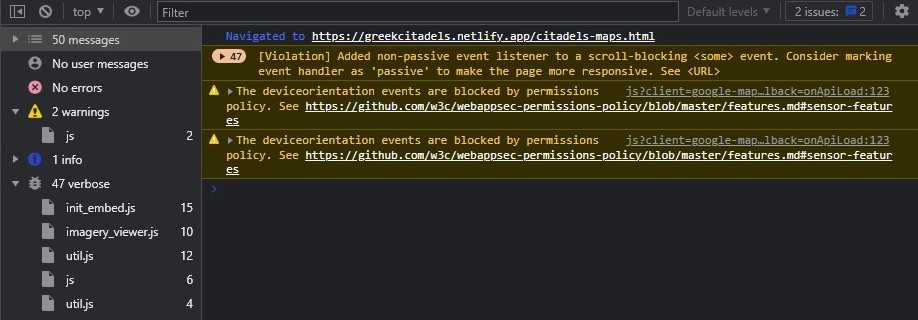 top
Filter
Default levels
2 issues:
2
50 messages
No user messages
No errors
2 warnings
js
2
1 info
47 verbose
init_embed.js
15
imagery_viewer.js
10
util.js
12
js
6
util.js
4
Navigated to https://greekcitadels.netlify.app/citadels-maps.html
47
[Violation] Added non-passive event listener to a scroll-blocking <some> event. Consider marking
event handler as 'passive' to make the page more responsive. See <URL>
The deviceorientation events are blocked by permissions js?client=google-map…lback=onApiLoad:123
policy. See https://github.com/w3c/webappsec-permissions-policy/blob/master/features.md#sensor-featur
es
The deviceorientation events are blocked by permissions js?client=google-map…lback=onApiLoad:123
policy. See https://github.com/w3c/webappsec-permissions-policy/blob/master/features.md#sensor-featur
es